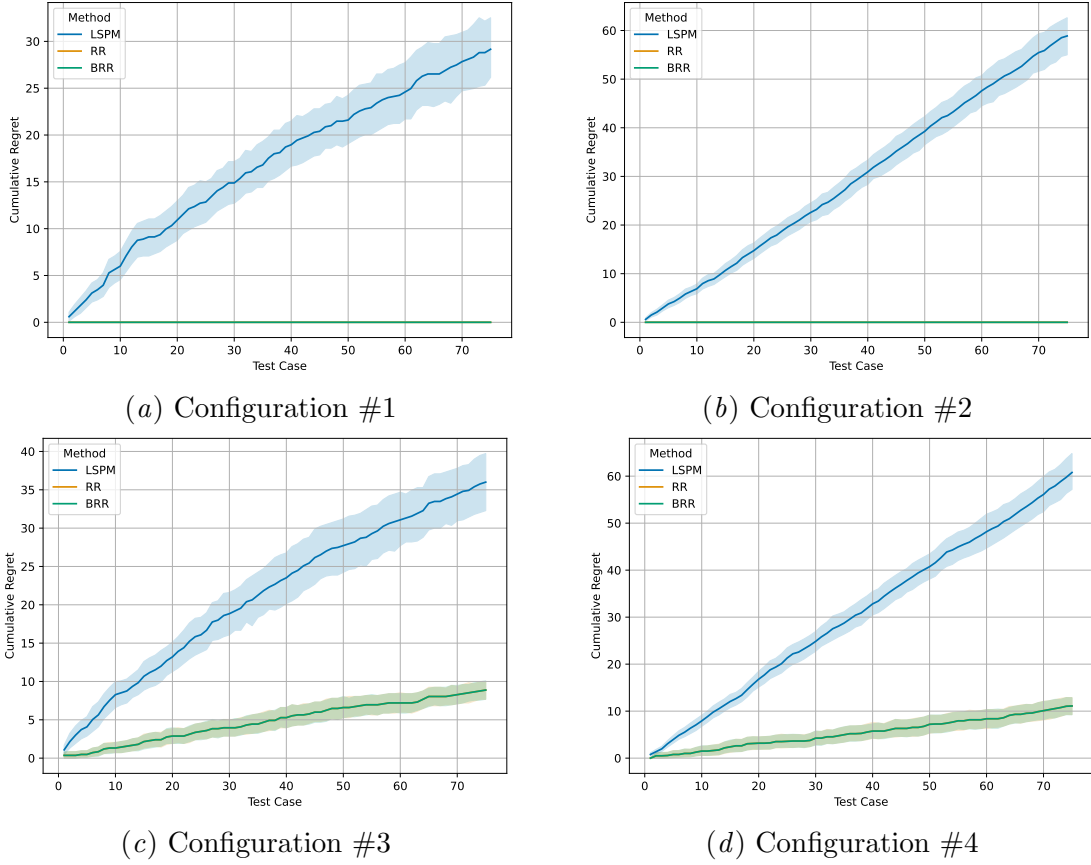 Method
LSPM
RR
BRR
Cumulative Regret
30
25
20
15
10
5
0
0 10 20 30 40 50 60 70
Test Case
(a) Configuration #1
Method
LSPM
RR
BRR
Cumulative Regret
60
50
40
30
20
10
0
0 10 20 30 40 50 60 70
Test Case
(b) Configuration #2
Method
LSPM
RR
BRR
Cumulative Regret
40
35
30
25
20
15
10
5
0
0 10 20 30 40 50 60 70
Test Case
(c) Configuration #3
Method
LSPM
RR
BRR
Cumulative Regret
60
50
40
30
20
10
0
0 10 20 30 40 50 60 70
Test Case
(d) Configuration #4